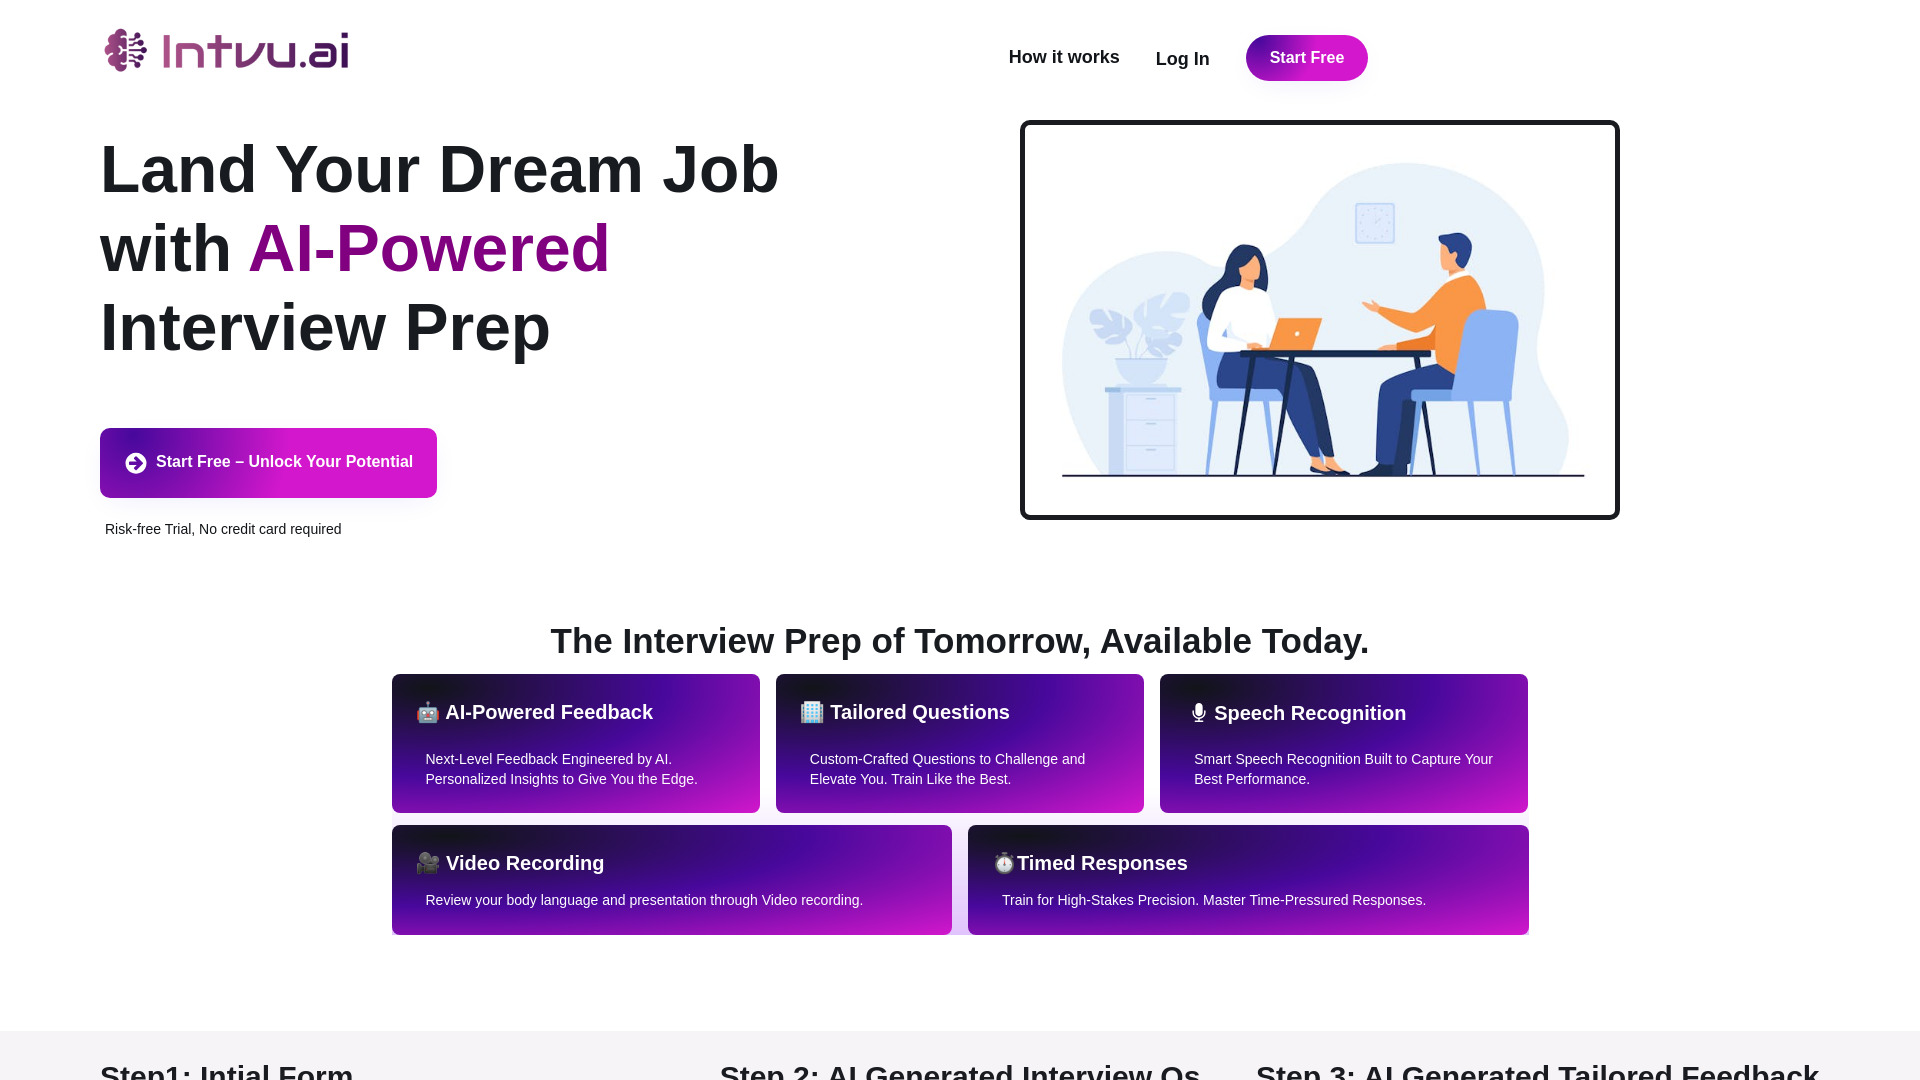 Intvu.ai
How it works
Log In
Start Free
Land Your Dream Job
with AI-Powered
Interview Prep
Start Free – Unlock Your Potential
Risk-free Trial, No credit card required
The Interview Prep of Tomorrow, Available Today.
🤖 AI-Powered Feedback
Next-Level Feedback Engineered by AI.
Personalized Insights to Give You the Edge.
🏢 Tailored Questions
Custom-Crafted Questions to Challenge and
Elevate You. Train Like the Best.
Speech Recognition
Smart Speech Recognition Built to Capture Your
Best Performance.
🎥 Video Recording
Review your body language and presentation through Video recording.
⏱️Timed Responses
Train for High-Stakes Precision. Master Time-Pressured Responses.
Step1: Intial Form
Step 2: AI Generated Interview Qs
Step 3: AI Generated Tailored Feedback